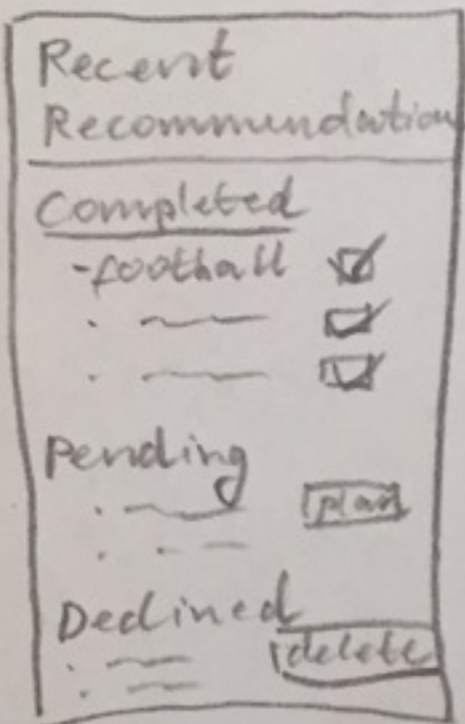 Recent
Recommendation
Completed
-football
Pending
plan
Declined
delete